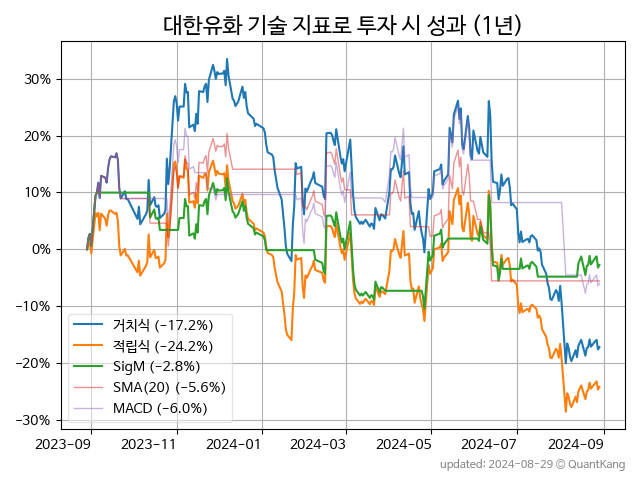 대한유화 기술 지표로 투자 시 성과 (1년)
30%
20%
10%
0%
−10%
−20%
−30%
거치식 (−17.2%)
적립식 (−24.2%)
SigM (−2.8%)
SMA(20) (−5.6%)
MACD (−6.0%)
2023-09
2023-11
2024-01
2024-03
2024-05
2024-07
2024-09
updated: 2024-08-29 © QuantKang